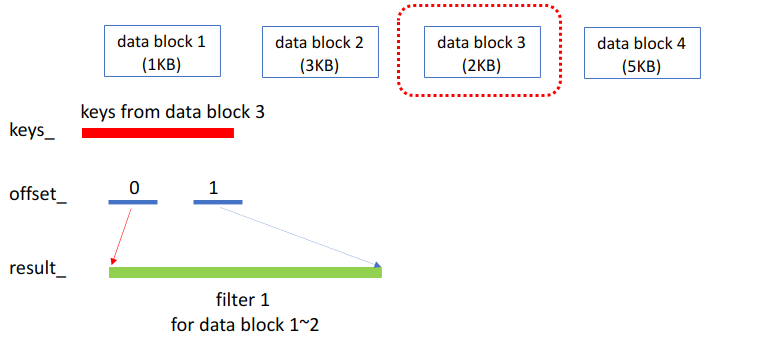 data block 1
(1KB)
data block 2
(3KB)
data block 3
(2KB)
data block 4
(5KB)
keys from data block 3
keys_
0
1
offset_
result_
filter 1
for data block 1~2